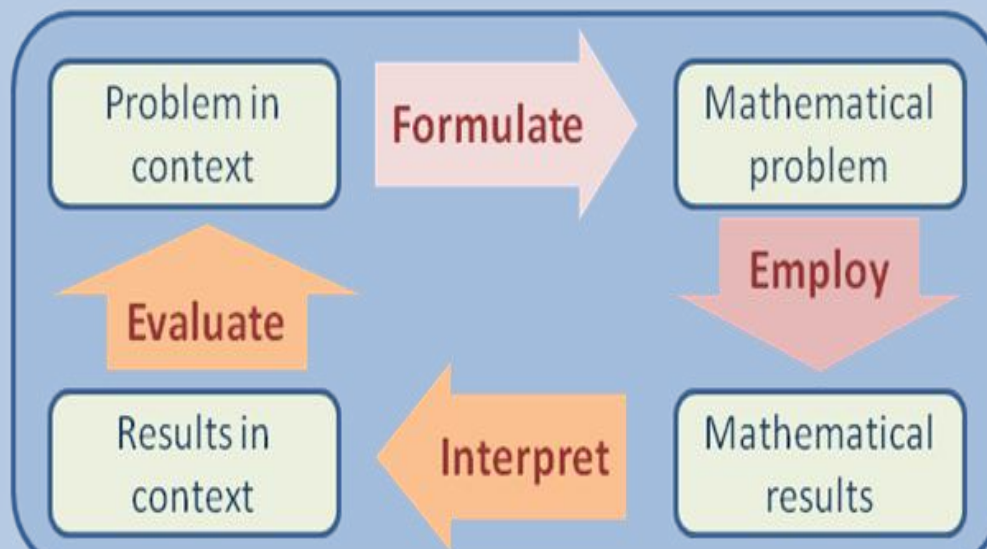 Problem in
context
Formulate
Mathematical
problem
Employ
Evaluate
Results in
context
Interpret
Mathematical
results